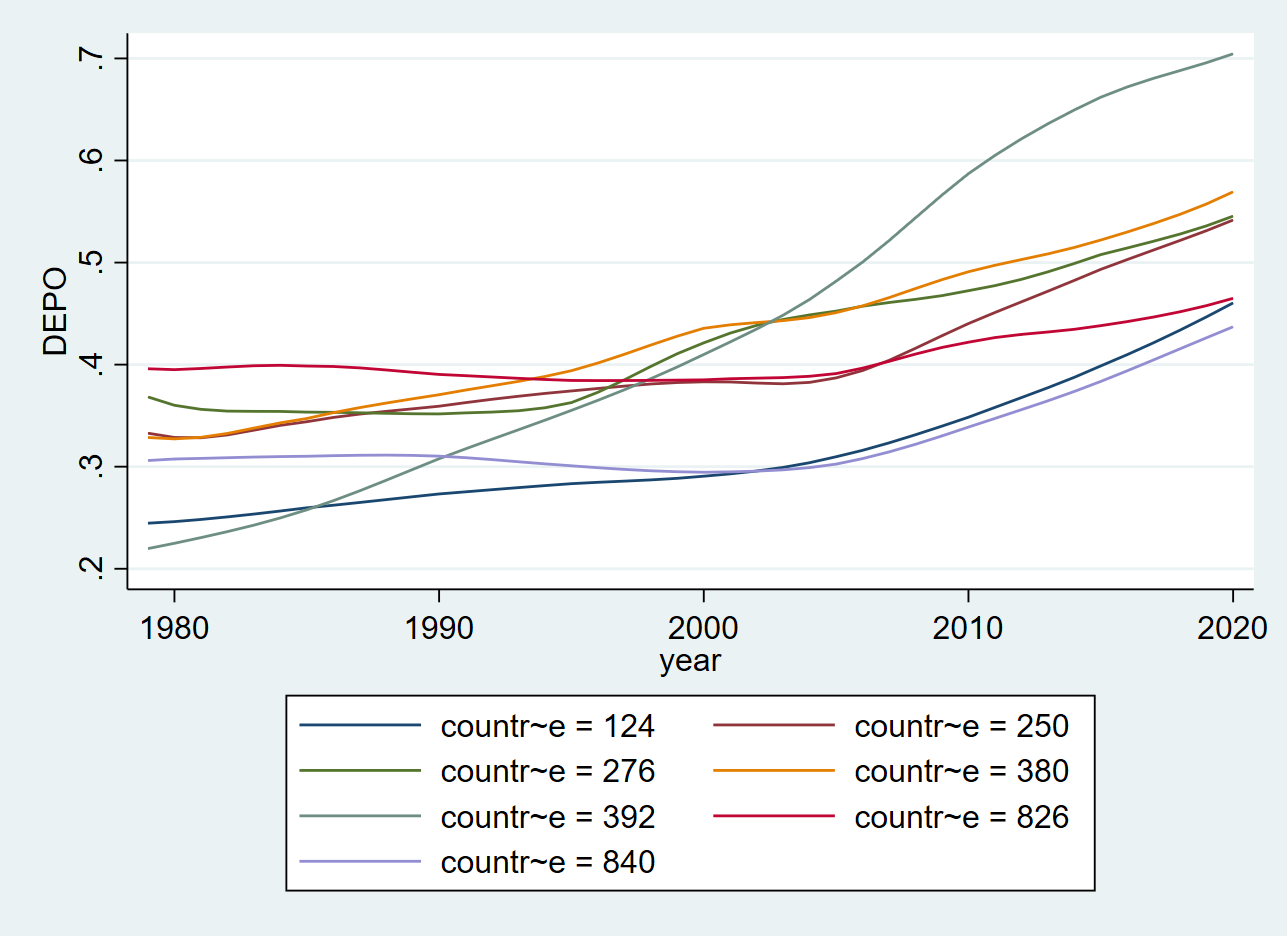 .7
.6
.5
.4
.3
.2
DEPO
1980 1990 2000 2010 2020
year
countr~e = 124 countr~e = 250
countr~e = 276 countr~e = 380
countr~e = 392 countr~e = 826
countr~e = 840